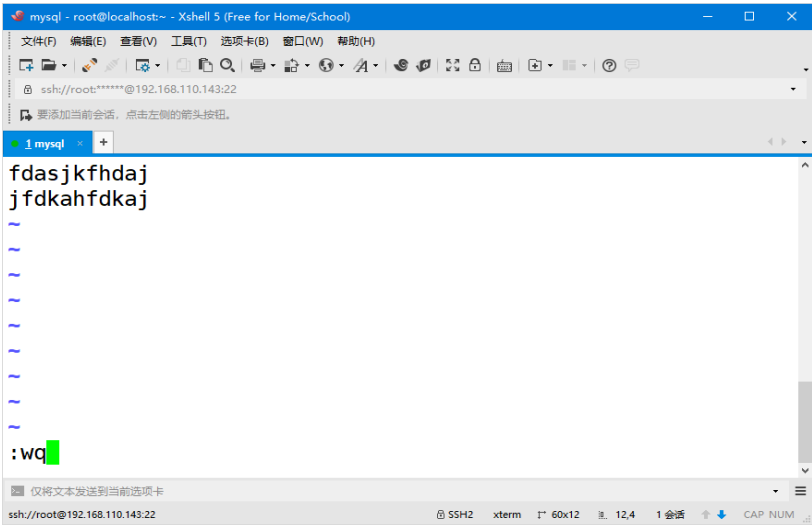 mysql - root@localhost:~ - Xshell 5 (Free for Home/School)
文件(F) 编辑(E) 查看(V) 工具(T) 选项卡(B) 窗口(W) 帮助(H)
ssh://root:******@192.168.110.143:22
要添加当前会话，点击左侧的箭头按钮。
1 mysql × +
fdasjkfhdaj
jfdkahfdkaj
~
~
~
~
~
~
~
~
~
:wq
仅将文本发送到当前选项卡
ssh://root@192.168.110.143:22 SSH2 xterm 60x12 12,4 1 会话 CAP NUM